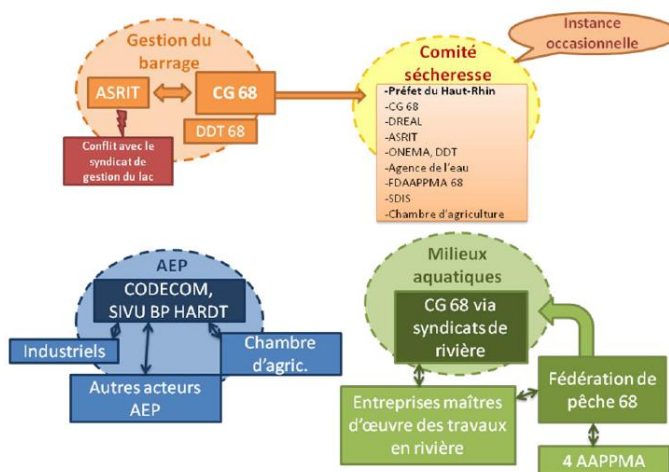 Gestion du
barrage
ASRIT
CG 68
DDT 68
Conflit avec le
syndicat de
gestion du lac
Instance
occasionnelle
Comité
sécheresse
-Préfet du Haut-Rhin
-CG 68
-DREAL
-ASRIT
-ONEMA, DDT
-Agence de l'eau
-FDAAPPMA 68
-SDIS
-Chambre d'agriculture
AEP
CODECOM,
SIVU BP HARDT
Industriels
Chambre
d'agric.
Autres acteurs
AEP
Milieux
aquatiques
CG 68 via
syndicats de
rivière
Fédération de
pêche 68
Entreprises maîtres
d'œuvre des travaux
en rivière
4 AAPPMA